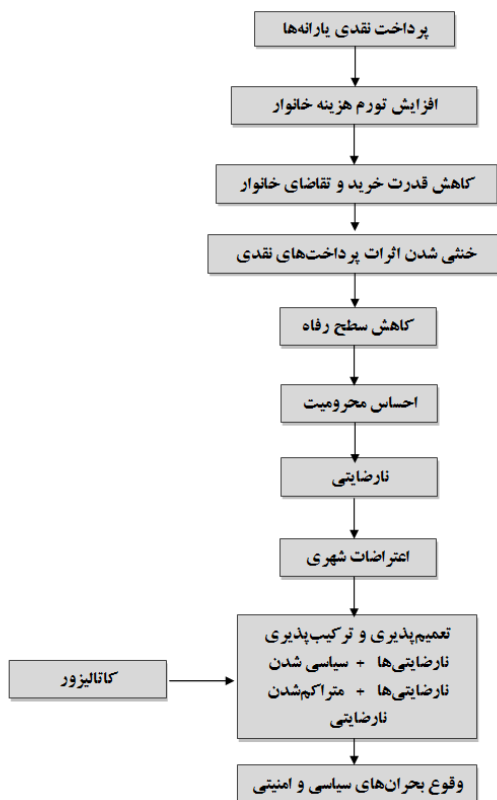 پرداخت نقدی یارانه‌ها
افزایش تورم هزینه خانوار
کاهش قدرت خرید و تقاضای خانوار
خنثی شدن اثرات پرداخت‌های نقدی
کاهش سطح رفاه
احساس محرومیت
نارضایتی
اعتراضات شهری
تعمیم‌پذیری و ترکیب‌پذیری
نارضایتی‌ها + سیاسی شدن
نارضایتی‌ها + متراکم‌شدن
نارضایتی
کاتالیزور
وقوع بحران‌های سیاسی و امنیتی